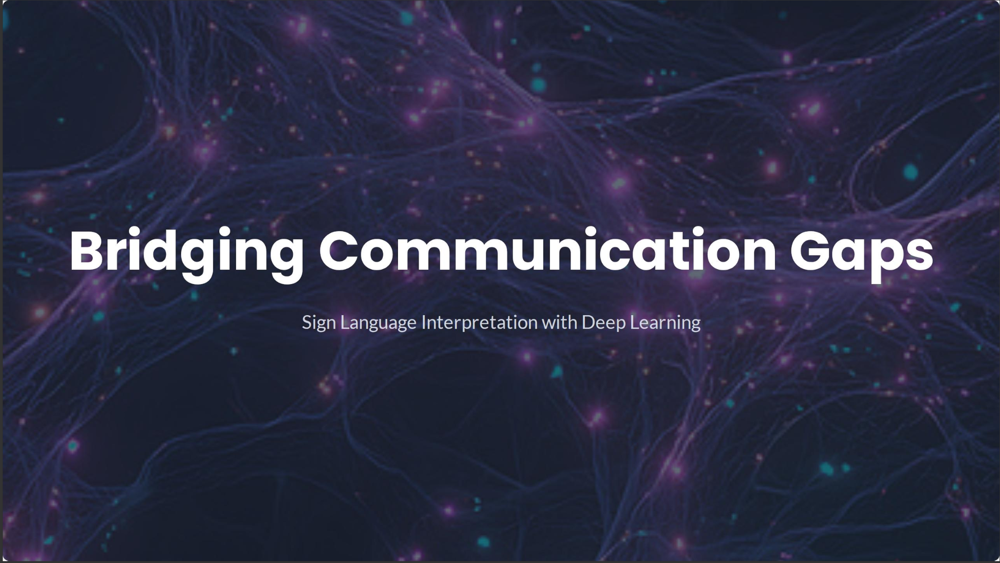 Bridging Communication Gaps
Sign Language Interpretation with Deep Learning